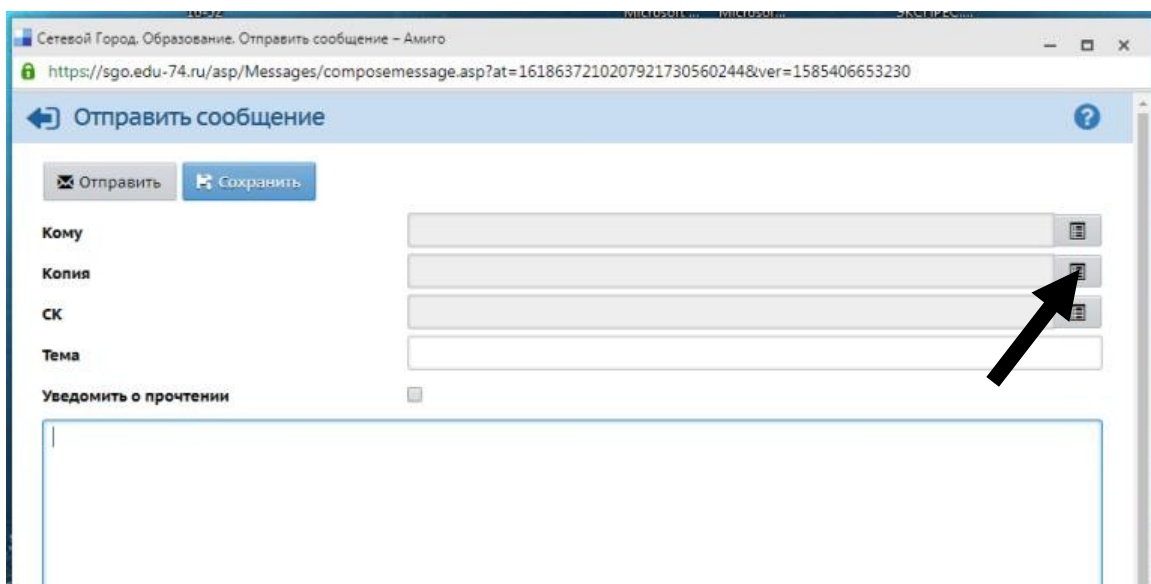 Сетевой Город. Образование. Отправить сообщение – Амиго
https://sgo.edu-74.ru/asp/Messages/composemessage.asp?at=1618637210207921730560244&ver=1585406653230
Отправить сообщение
Отправить Сохранить
Кому
Копия
СК
Тема
Уведомить о прочтении